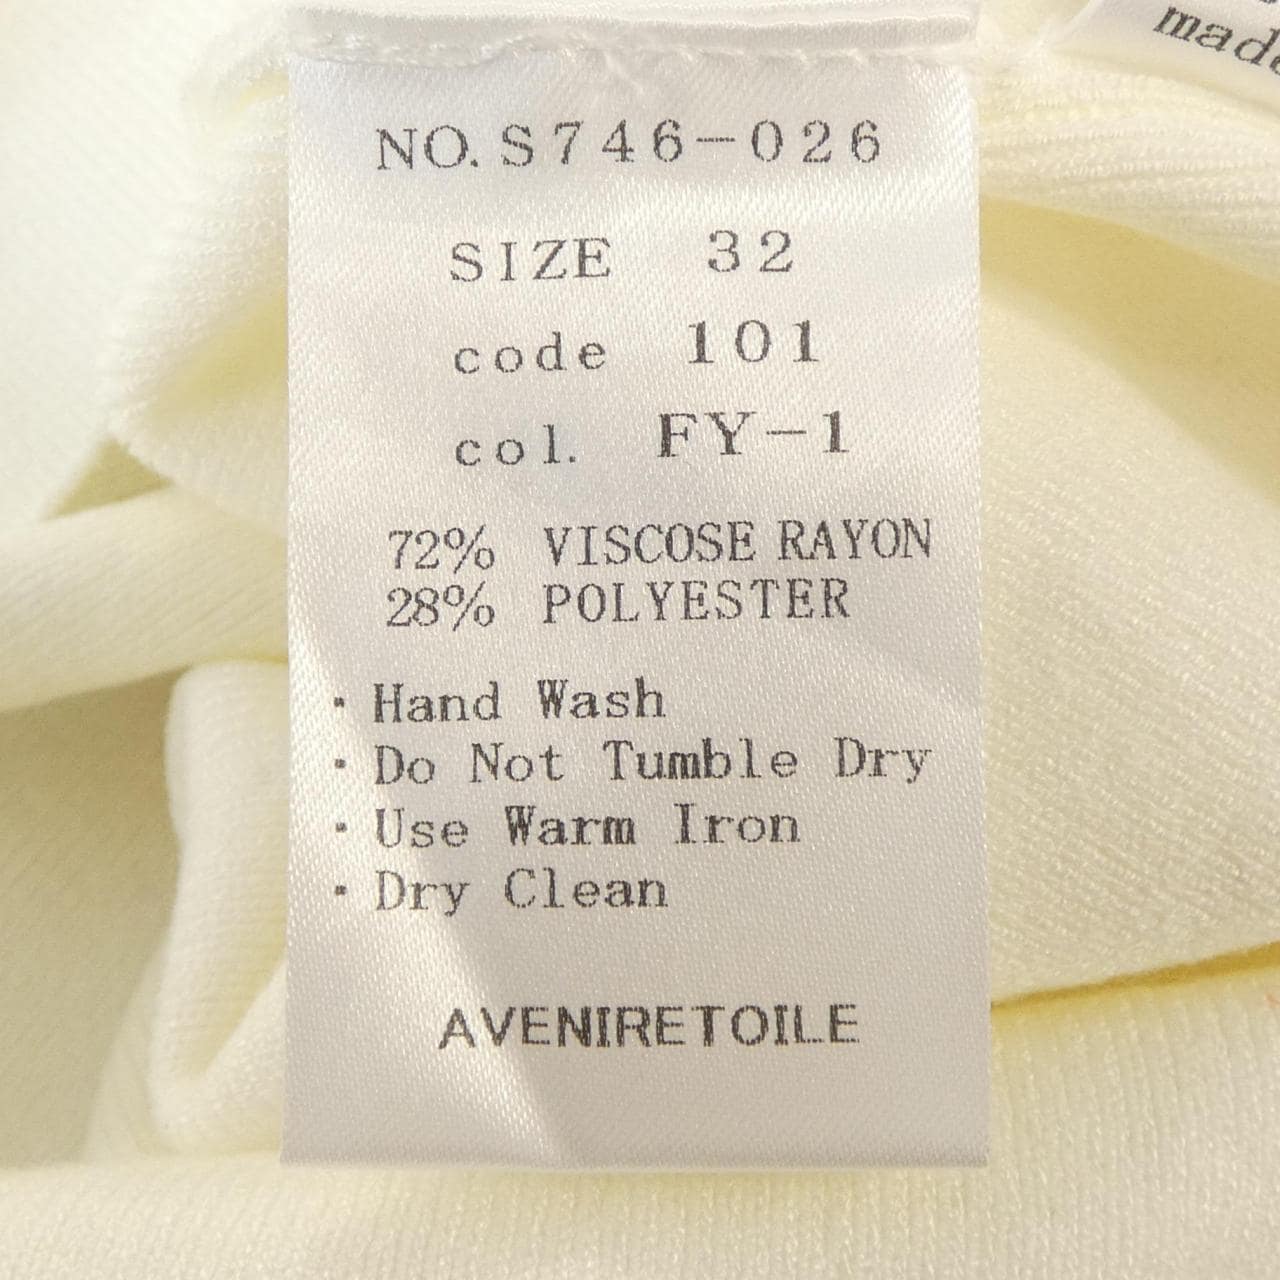 made
NO. S746-026
SIZE 32
code 101
col. FY-1
72% VISCOSE RAYON
28% POLYESTER
· Hand Wash
· Do Not Tumble Dry
· Use Warm Iron
· Dry Clean
AVENIRETOILE